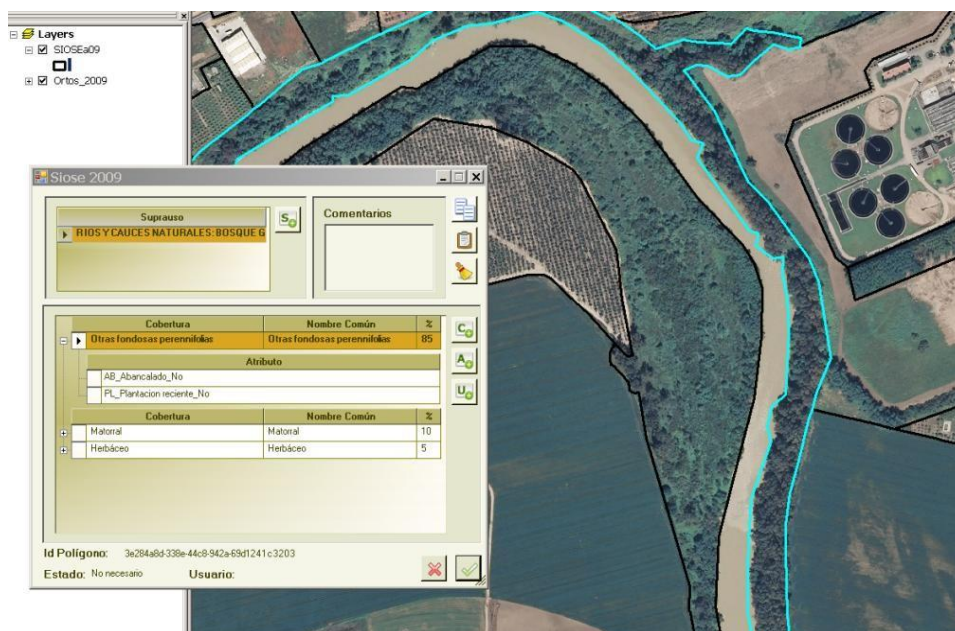 Layers
SIOSEa09
Ortos_2009
Siose 2009
Suprauso
RIOS Y CAUCES NATURALES:BOSQUE G
S
Comentarios
Cobertura Nombre Común %
Otras fondosas perennifolias Otras fondosas perennifolias 85
C
Atributo
A
AB_Abancalado_No
PL_Plantacion reciente_No
U
Cobertura Nombre Común %
Matorral Matorral 10
Herbáceo Herbáceo 5
Id Polígono: 3e284a8d-338e-44c8-942a-69d1241c3203
Estado: No necesario Usuario: